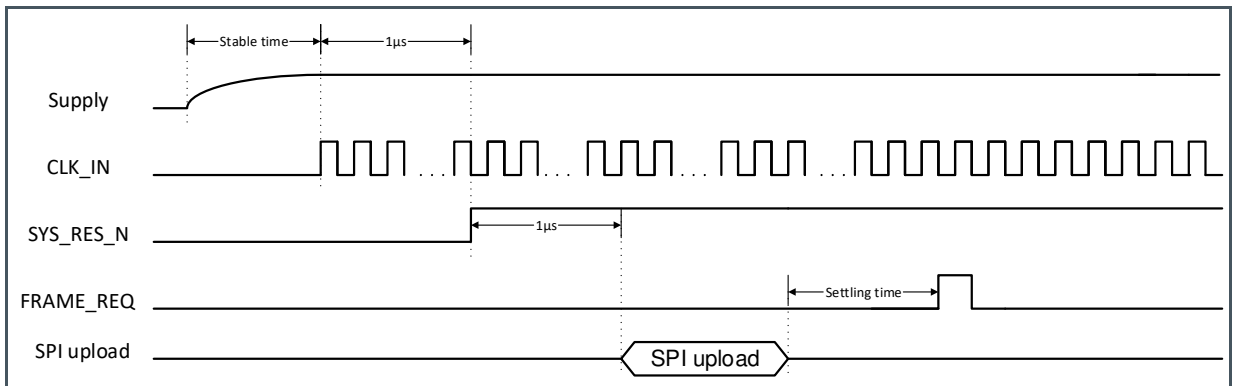 Stable time 1µs
Supply
CLK_IN ... ... ... ...
SYS_RES_N 1µs
FRAME_REQ Settling time
SPI upload SPI upload